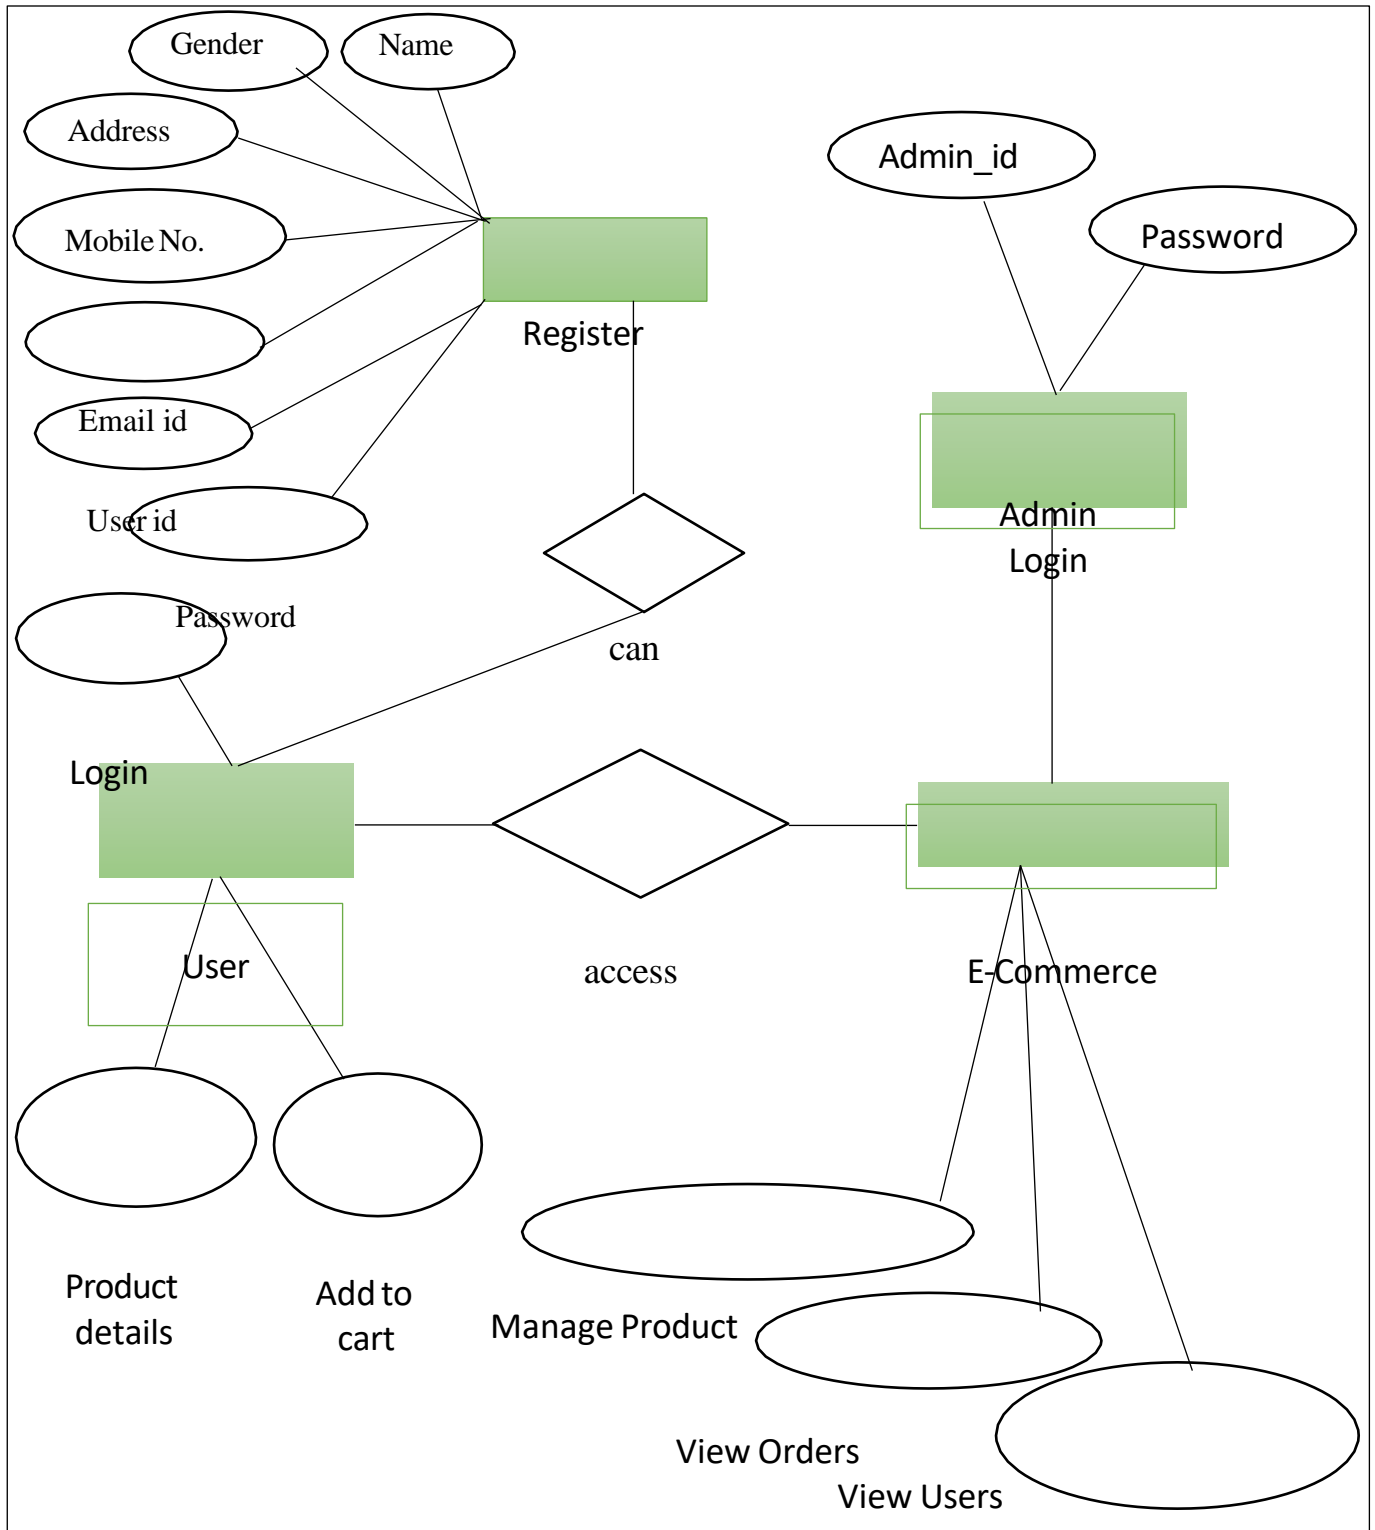 Gender
Name
Address
Admin_id
Mobile No.
Password
Register
Email id
User id
Admin
Login
Password
can
Login
User
access
E-Commerce
Product
details
Add to
cart
Manage Product
View Orders
View Users